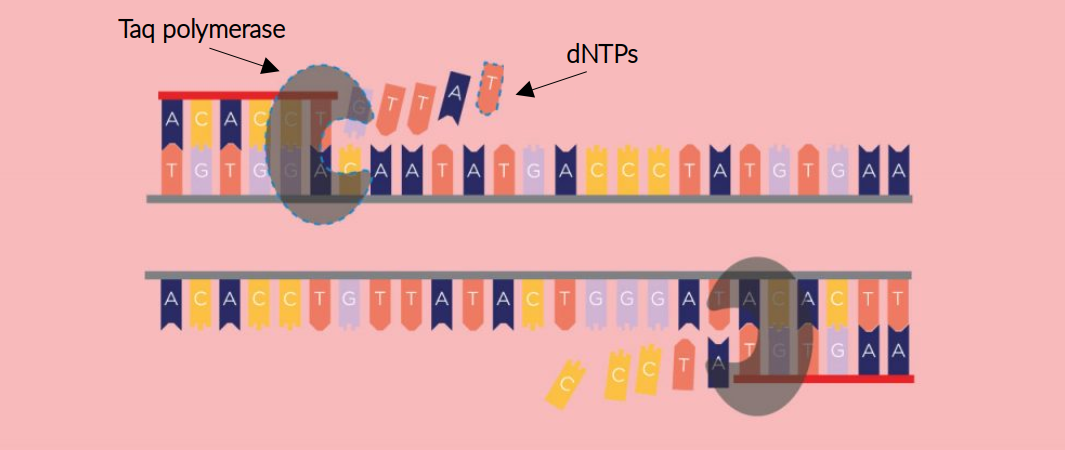 Taq polymerase
dNTPs
A C A C C T G T T A T
T G T G G A C A A T A T G A C C C T A T G T G A A
A C A C C T G T T A T A C T G G G A T A C A C T T
C C C T A T G T G A A